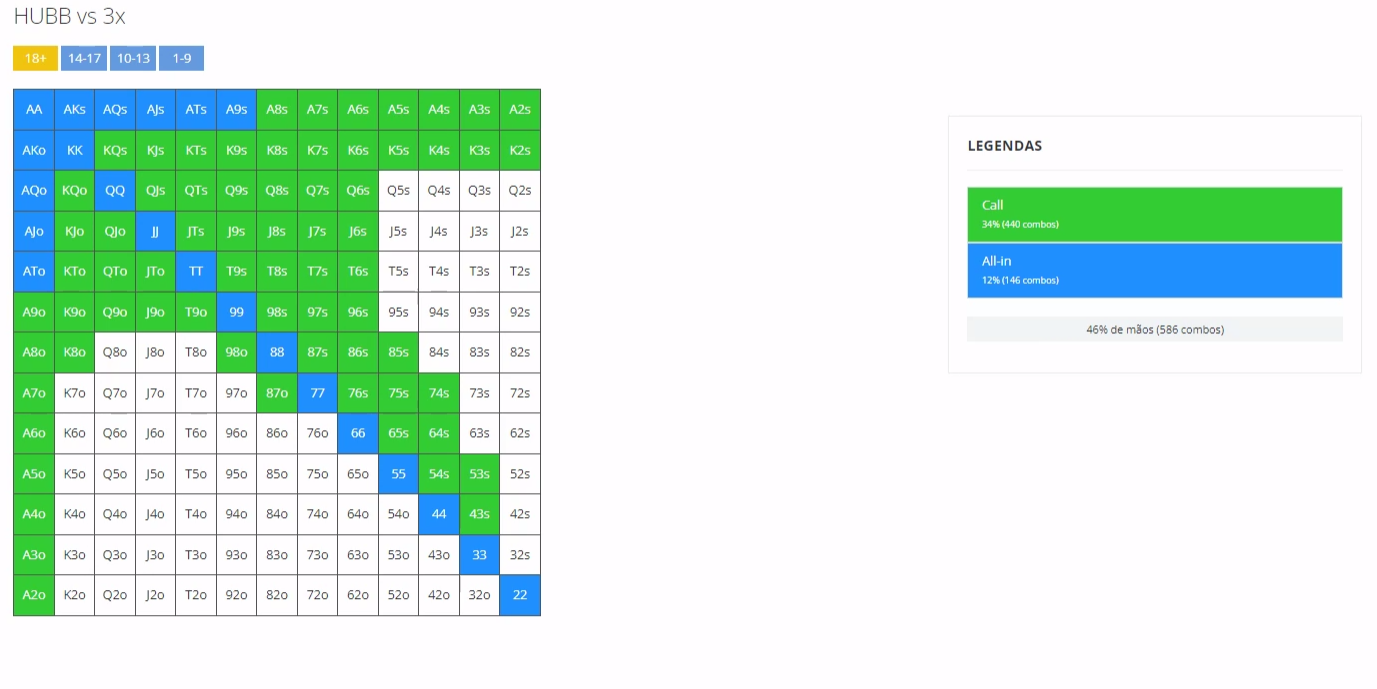 HUBB vs 3x
18+ 14-17 10-13 1-9
AA AKs AQs AJs ATs A9s A8s A7s A6s A5s A4s A3s A2s
AKo KK KQs KJs KTs K9s K8s K7s K6s K5s K4s K3s K2s
AQo KQo QQ QJs QTs Q9s Q8s Q7s Q6s Q5s Q4s Q3s Q2s
AJo KJo QJo JJ JTs J9s J8s J7s J6s J5s J4s J3s J2s
ATo KTo QTo JTo TT T9s T8s T7s T6s T5s T4s T3s T2s
A9o K9o Q9o J9o T9o 99 98s 97s 96s 95s 94s 93s 92s
A8o K8o Q8o J8o T8o 98o 88 87s 86s 85s 84s 83s 82s
A7o K7o Q7o J7o T7o 97o 87o 77 76s 75s 74s 73s 72s
A6o K6o Q6o J6o T6o 96o 86o 76o 66 65s 64s 63s 62s
A5o K5o Q5o J5o T5o 95o 85o 75o 65o 55 54s 53s 52s
A4o K4o Q4o J4o T4o 94o 84o 74o 64o 54o 44 43s 42s
A3o K3o Q3o J3o T3o 93o 83o 73o 63o 53o 43o 33 32s
A2o K2o Q2o J2o T2o 92o 82o 72o 62o 52o 42o 32o 22
LEGENDAS
Call
34% (440 combos)
All-in
12% (146 combos)
46% de mãos (586 combos)